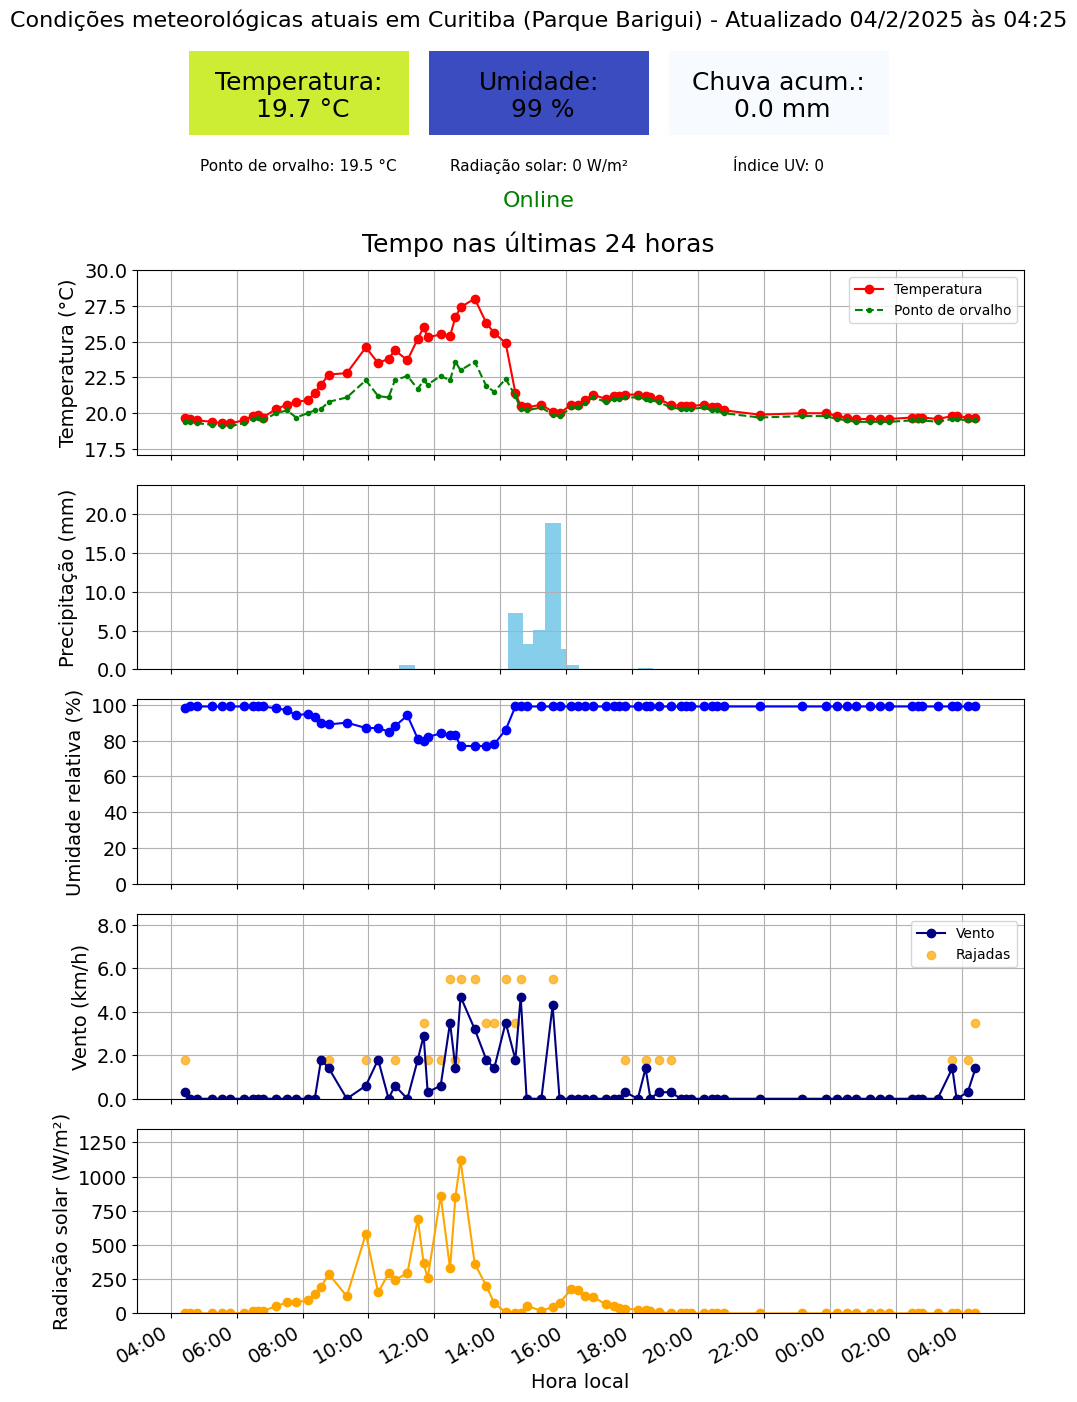 Condições meteorológicas atuais em Curitiba (Parque Barigui) - Atualizado 04/2/2025 às 04:25
Temperatura:
19.7 °C
Umidade:
99 %
Chuva acum.:
0.0 mm
Ponto de orvalho: 19.5 °C
Radiação solar: 0 W/m²
Índice UV: 0
Online
Tempo nas últimas 24 horas
Temperatura (°C)
30.0
27.5
25.0
22.5
20.0
17.5
Temperatura
Ponto de orvalho
Precipitação (mm)
20.0
15.0
10.0
5.0
0.0
Umidade relativa (%)
100
80
60
40
20
0
Vento (km/h)
8.0
6.0
4.0
2.0
0.0
Vento
Rajadas
Radiação solar (W/m²)
1250
1000
750
500
250
0
04:00
06:00
08:00
10:00
12:00
14:00
16:00
18:00
20:00
22:00
00:00
02:00
04:00
Hora local